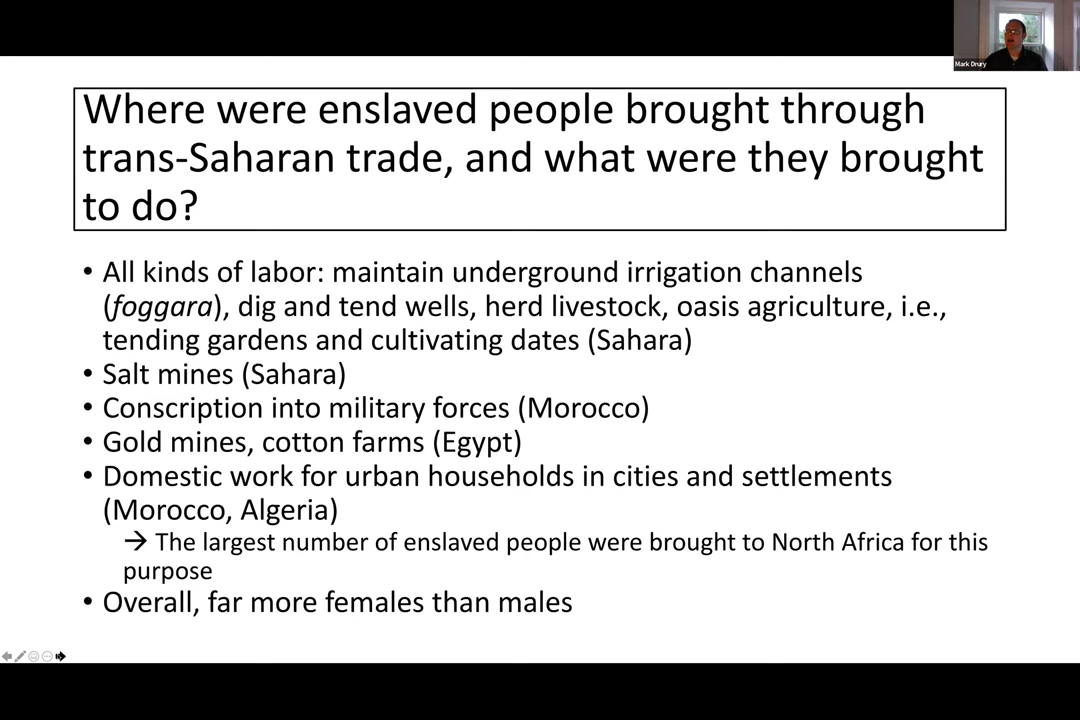 Mark Drury
Where were enslaved people brought through
trans-Saharan trade, and what were they brought
to do?
• All kinds of labor: maintain underground irrigation channels
(foggara), dig and tend wells, herd livestock, oasis agriculture, i.e.,
tending gardens and cultivating dates (Sahara)
• Salt mines (Sahara)
• Conscription into military forces (Morocco)
• Gold mines, cotton farms (Egypt)
• Domestic work for urban households in cities and settlements
(Morocco, Algeria)
→ The largest number of enslaved people were brought to North Africa for this
purpose
• Overall, far more females than males